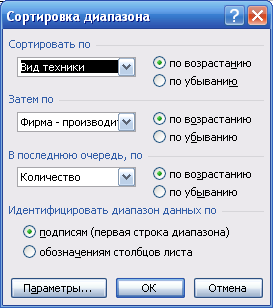 Сортировка диапазона
Сортировать по
Вид техники
по возрастанию
по убыванию
Затем по
Фирма - производит
по возрастанию
по убыванию
В последнюю очередь, по
Количество
по возрастанию
по убыванию
Идентифицировать диапазон данных по
подписям (первая строка диапазона)
обозначениям столбцов листа
Параметры... ОК Отмена